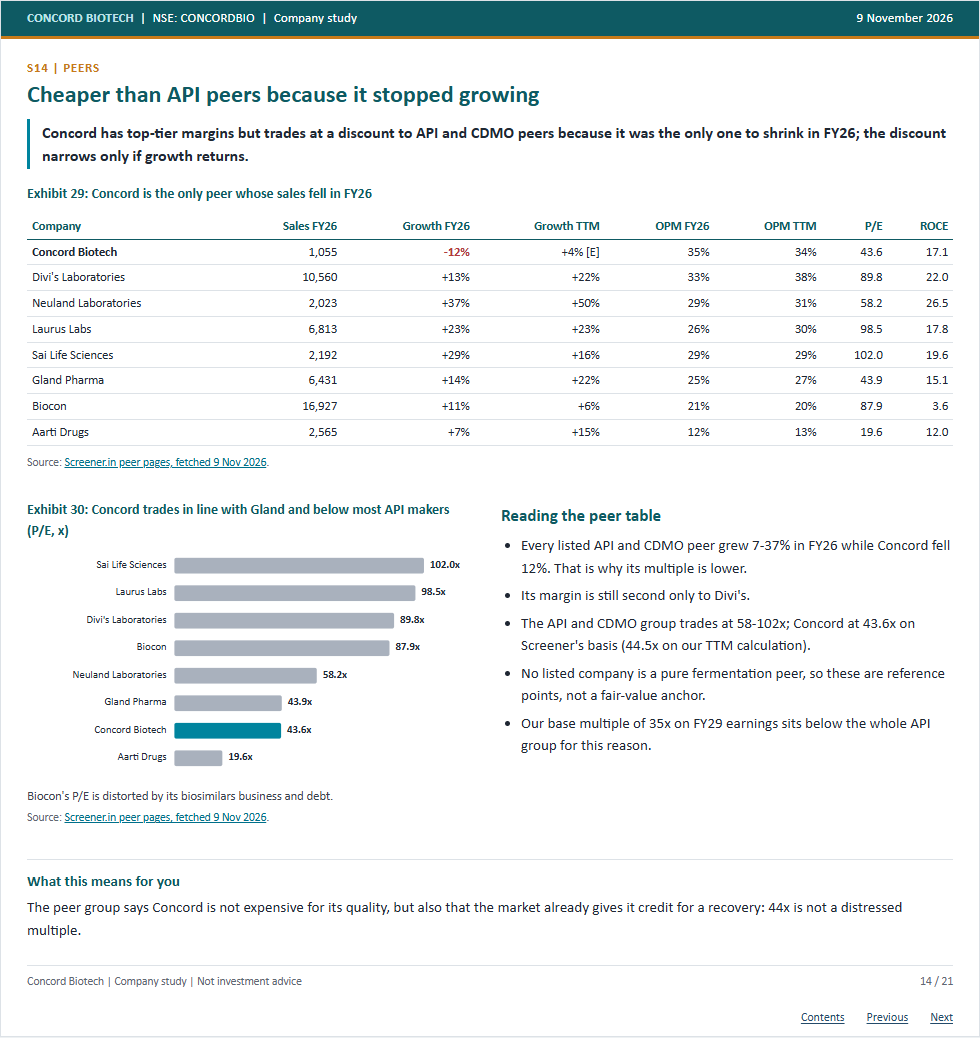 CONCORD BIOTECH | NSE: CONCORDBIO | Company study 9 November 2026
S14 | PEERS
Cheaper than API peers because it stopped growing
Concord has top-tier margins but trades at a discount to API and CDMO peers because it was the only one to shrink in FY26; the discount
narrows only if growth returns.
Exhibit 29: Concord is the only peer whose sales fell in FY26
Company Sales FY26 Growth FY26 Growth TTM OPM FY26 OPM TTM P/E ROCE
Concord Biotech 1,055 -12% +4% [E] 35% 34% 43.6 17.1
Divi's Laboratories 10,560 +13% +22% 33% 38% 89.8 22.0
Neuland Laboratories 2,023 +37% +50% 29% 31% 58.2 26.5
Laurus Labs 6,813 +23% +23% 26% 30% 98.5 17.8
Sai Life Sciences 2,192 +29% +16% 29% 29% 102.0 19.6
Gland Pharma 6,431 +14% +22% 25% 27% 43.9 15.1
Biocon 16,927 +11% +6% 21% 20% 87.9 3.6
Aarti Drugs 2,565 +7% +15% 12% 13% 19.6 12.0
Source: Screener.in peer pages, fetched 9 Nov 2026.
Exhibit 30: Concord trades in line with Gland and below most API makers
(P/E, x)
Sai Life Sciences 102.0x
Laurus Labs 98.5x
Divi's Laboratories 89.8x
Biocon 87.9x
Neuland Laboratories 58.2x
Gland Pharma 43.9x
Concord Biotech 43.6x
Aarti Drugs 19.6x
Biocon's P/E is distorted by its biosimilars business and debt.
Source: Screener.in peer pages, fetched 9 Nov 2026.
Reading the peer table
• Every listed API and CDMO peer grew 7-37% in FY26 while Concord fell
12%. That is why its multiple is lower.
• Its margin is still second only to Divi's.
• The API and CDMO group trades at 58-102x; Concord at 43.6x on
Screener's basis (44.5x on our TTM calculation).
• No listed company is a pure fermentation peer, so these are reference
points, not a fair-value anchor.
• Our base multiple of 35x on FY29 earnings sits below the whole API
group for this reason.
What this means for you
The peer group says Concord is not expensive for its quality, but also that the market already gives it credit for a recovery: 44x is not a distressed
multiple.
Concord Biotech | Company study | Not investment advice 14 / 21
Contents Previous Next